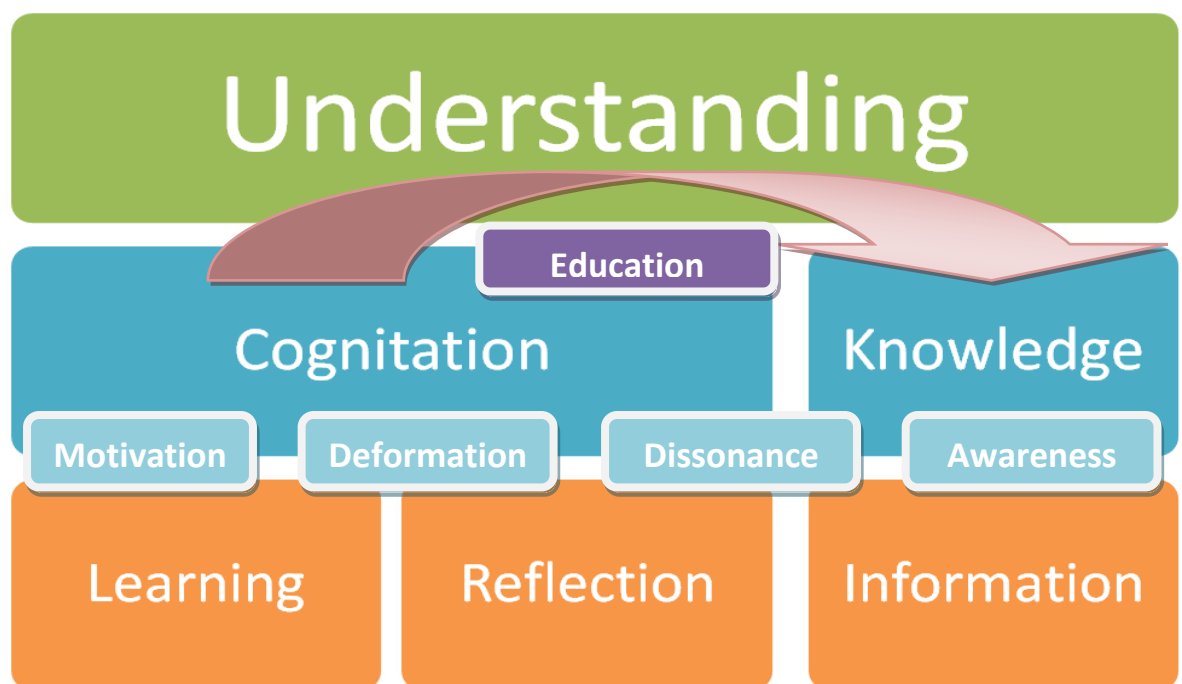 Understanding
Education
Cognitation
Knowledge
Motivation
Deformation
Dissonance
Awareness
Learning
Reflection
Information